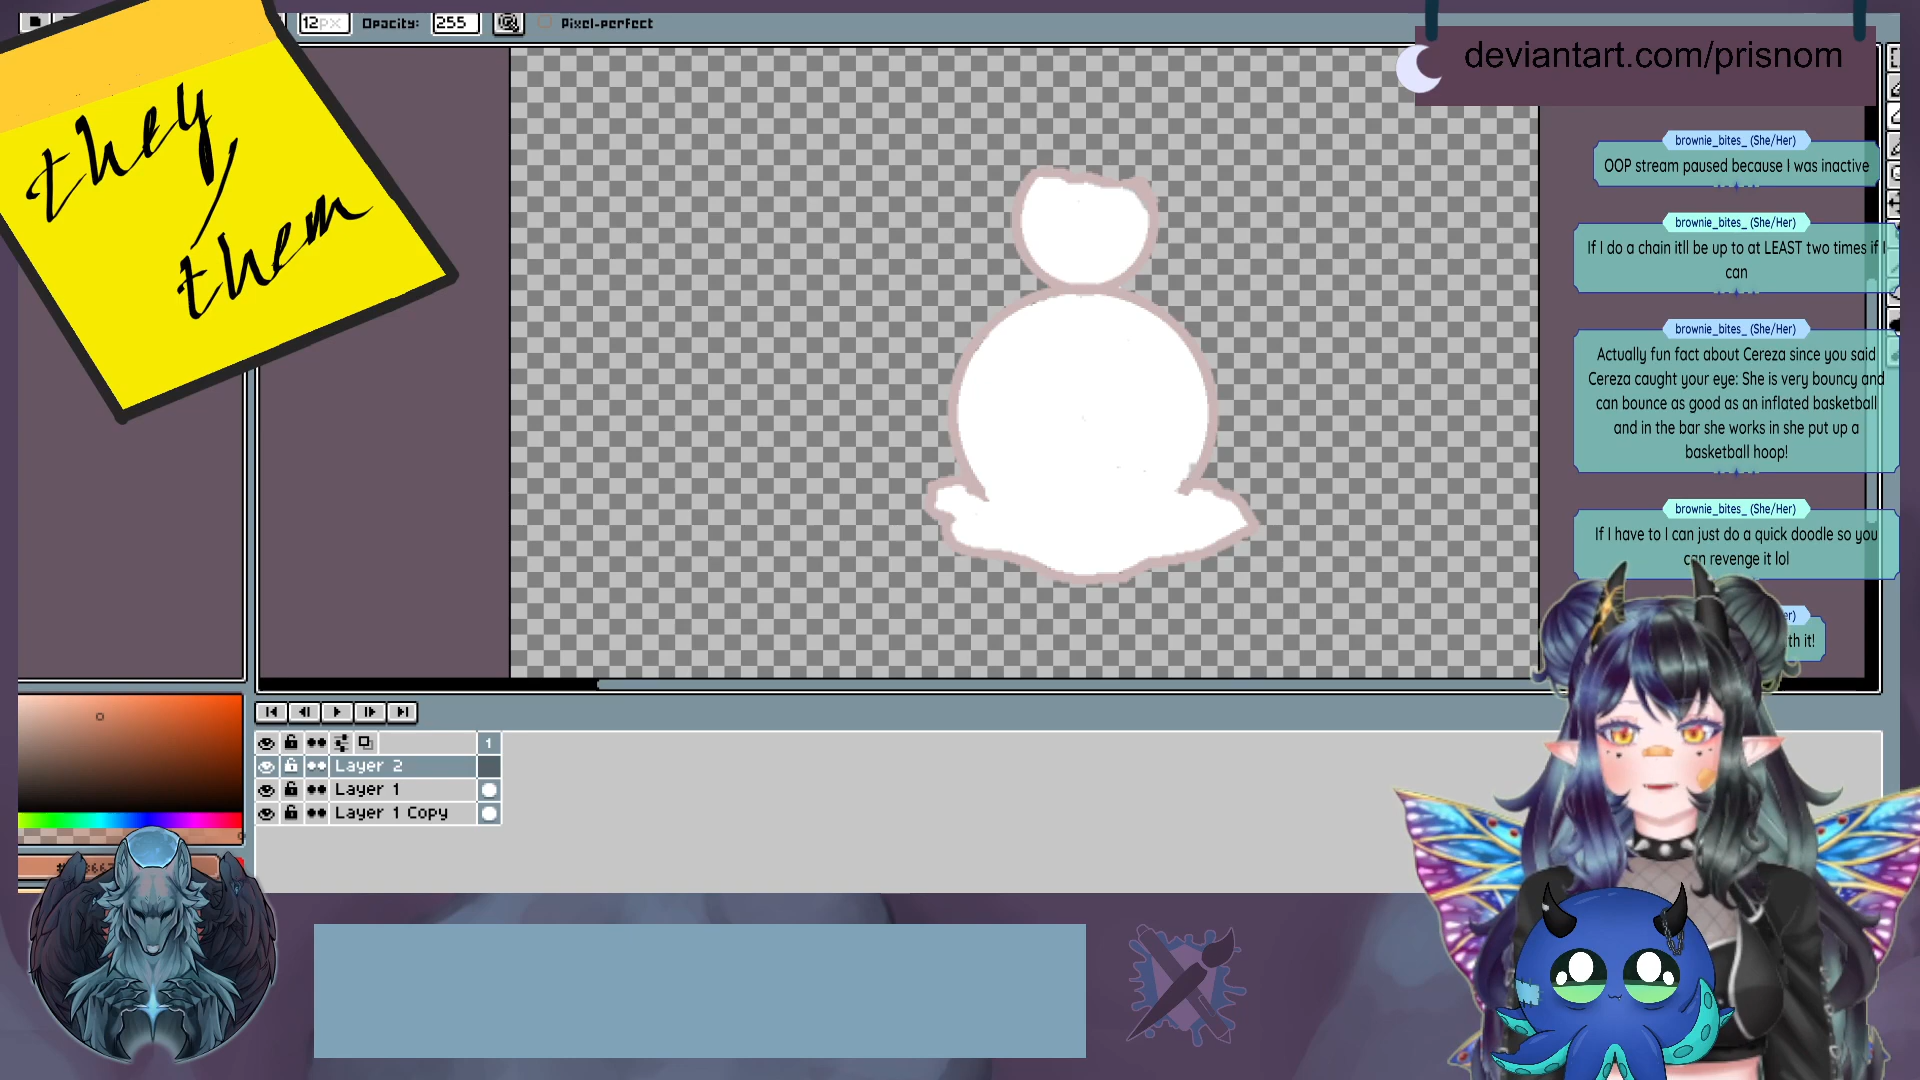 12px Opacity: 255 Pixel-perfect
they
/
them
deviantart.com/prisnom
brownie_bites_ (She/Her)
OOP stream paused because I was inactive
brownie_bites_ (She/Her)
If I do a chain itll be up to at LEAST two times if I
can
brownie_bites_ (She/Her)
Actually fun fact about Cereza since you said
Cereza caught your eye: She is very bouncy and
can bounce as good as an inflated basketball
and in the bar she works in she put up a
basketball hoop!
brownie_bites_ (She/Her)
If I have to I can just do a quick doodle so you
can revenge it lol
th it!
1
Layer 2
Layer 1
Layer 1 Copy